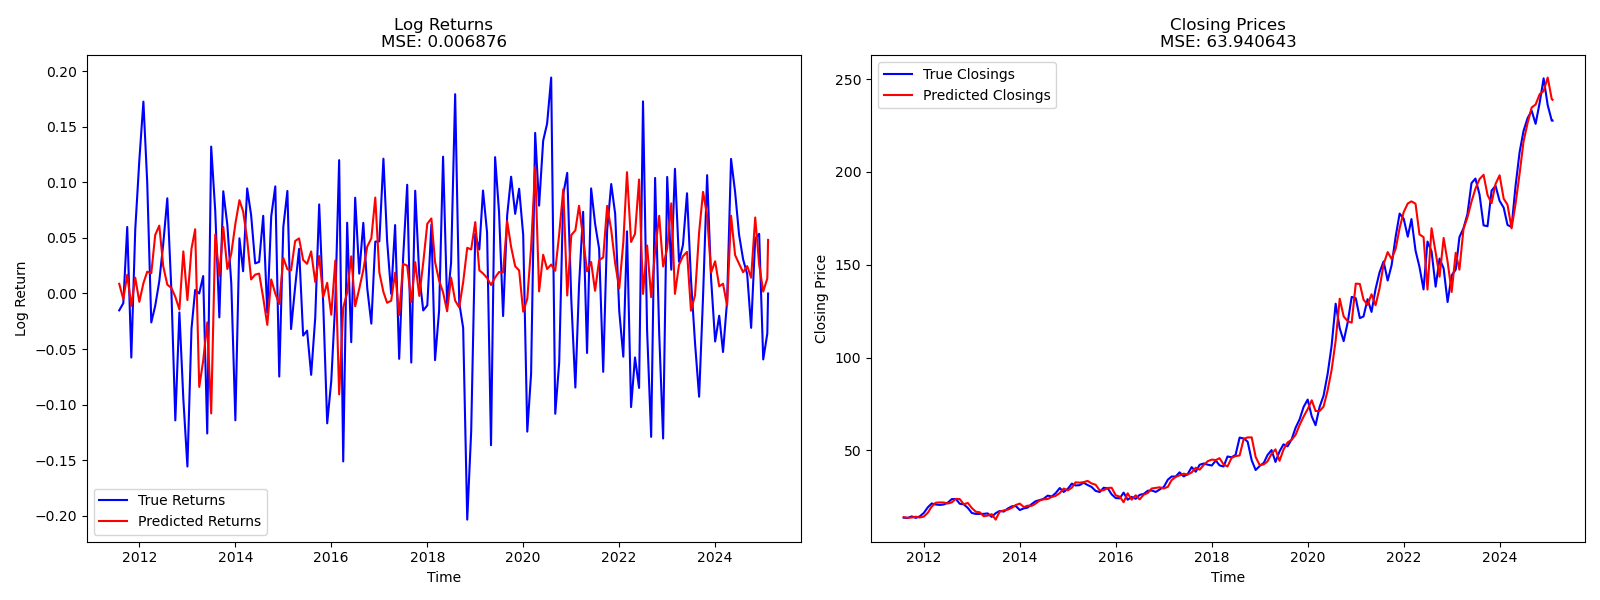 Log Returns
MSE: 0.006876
0.20
0.15
0.10
0.05
0.00
−0.05
−0.10
−0.15
−0.20
Log Return
True Returns
Predicted Returns
2012 2014 2016 2018 2020 2022 2024
Time
Closing Prices
MSE: 63.940643
True Closings
Predicted Closings
250
200
150
100
50
Closing Price
2012 2014 2016 2018 2020 2022 2024
Time